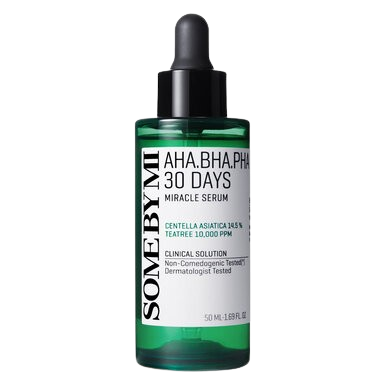 SOME BY MI
AHA.BHA.PHA
30 DAYS
MIRACLE SERUM
CENTELLA ASIATICA 14.5 %
TEATREE 10,000 PPM
CLINICAL SOLUTION
Non-Comedogenic Tested(*)
Dermatologist Tested
50 ML-1.69 FL. OZ